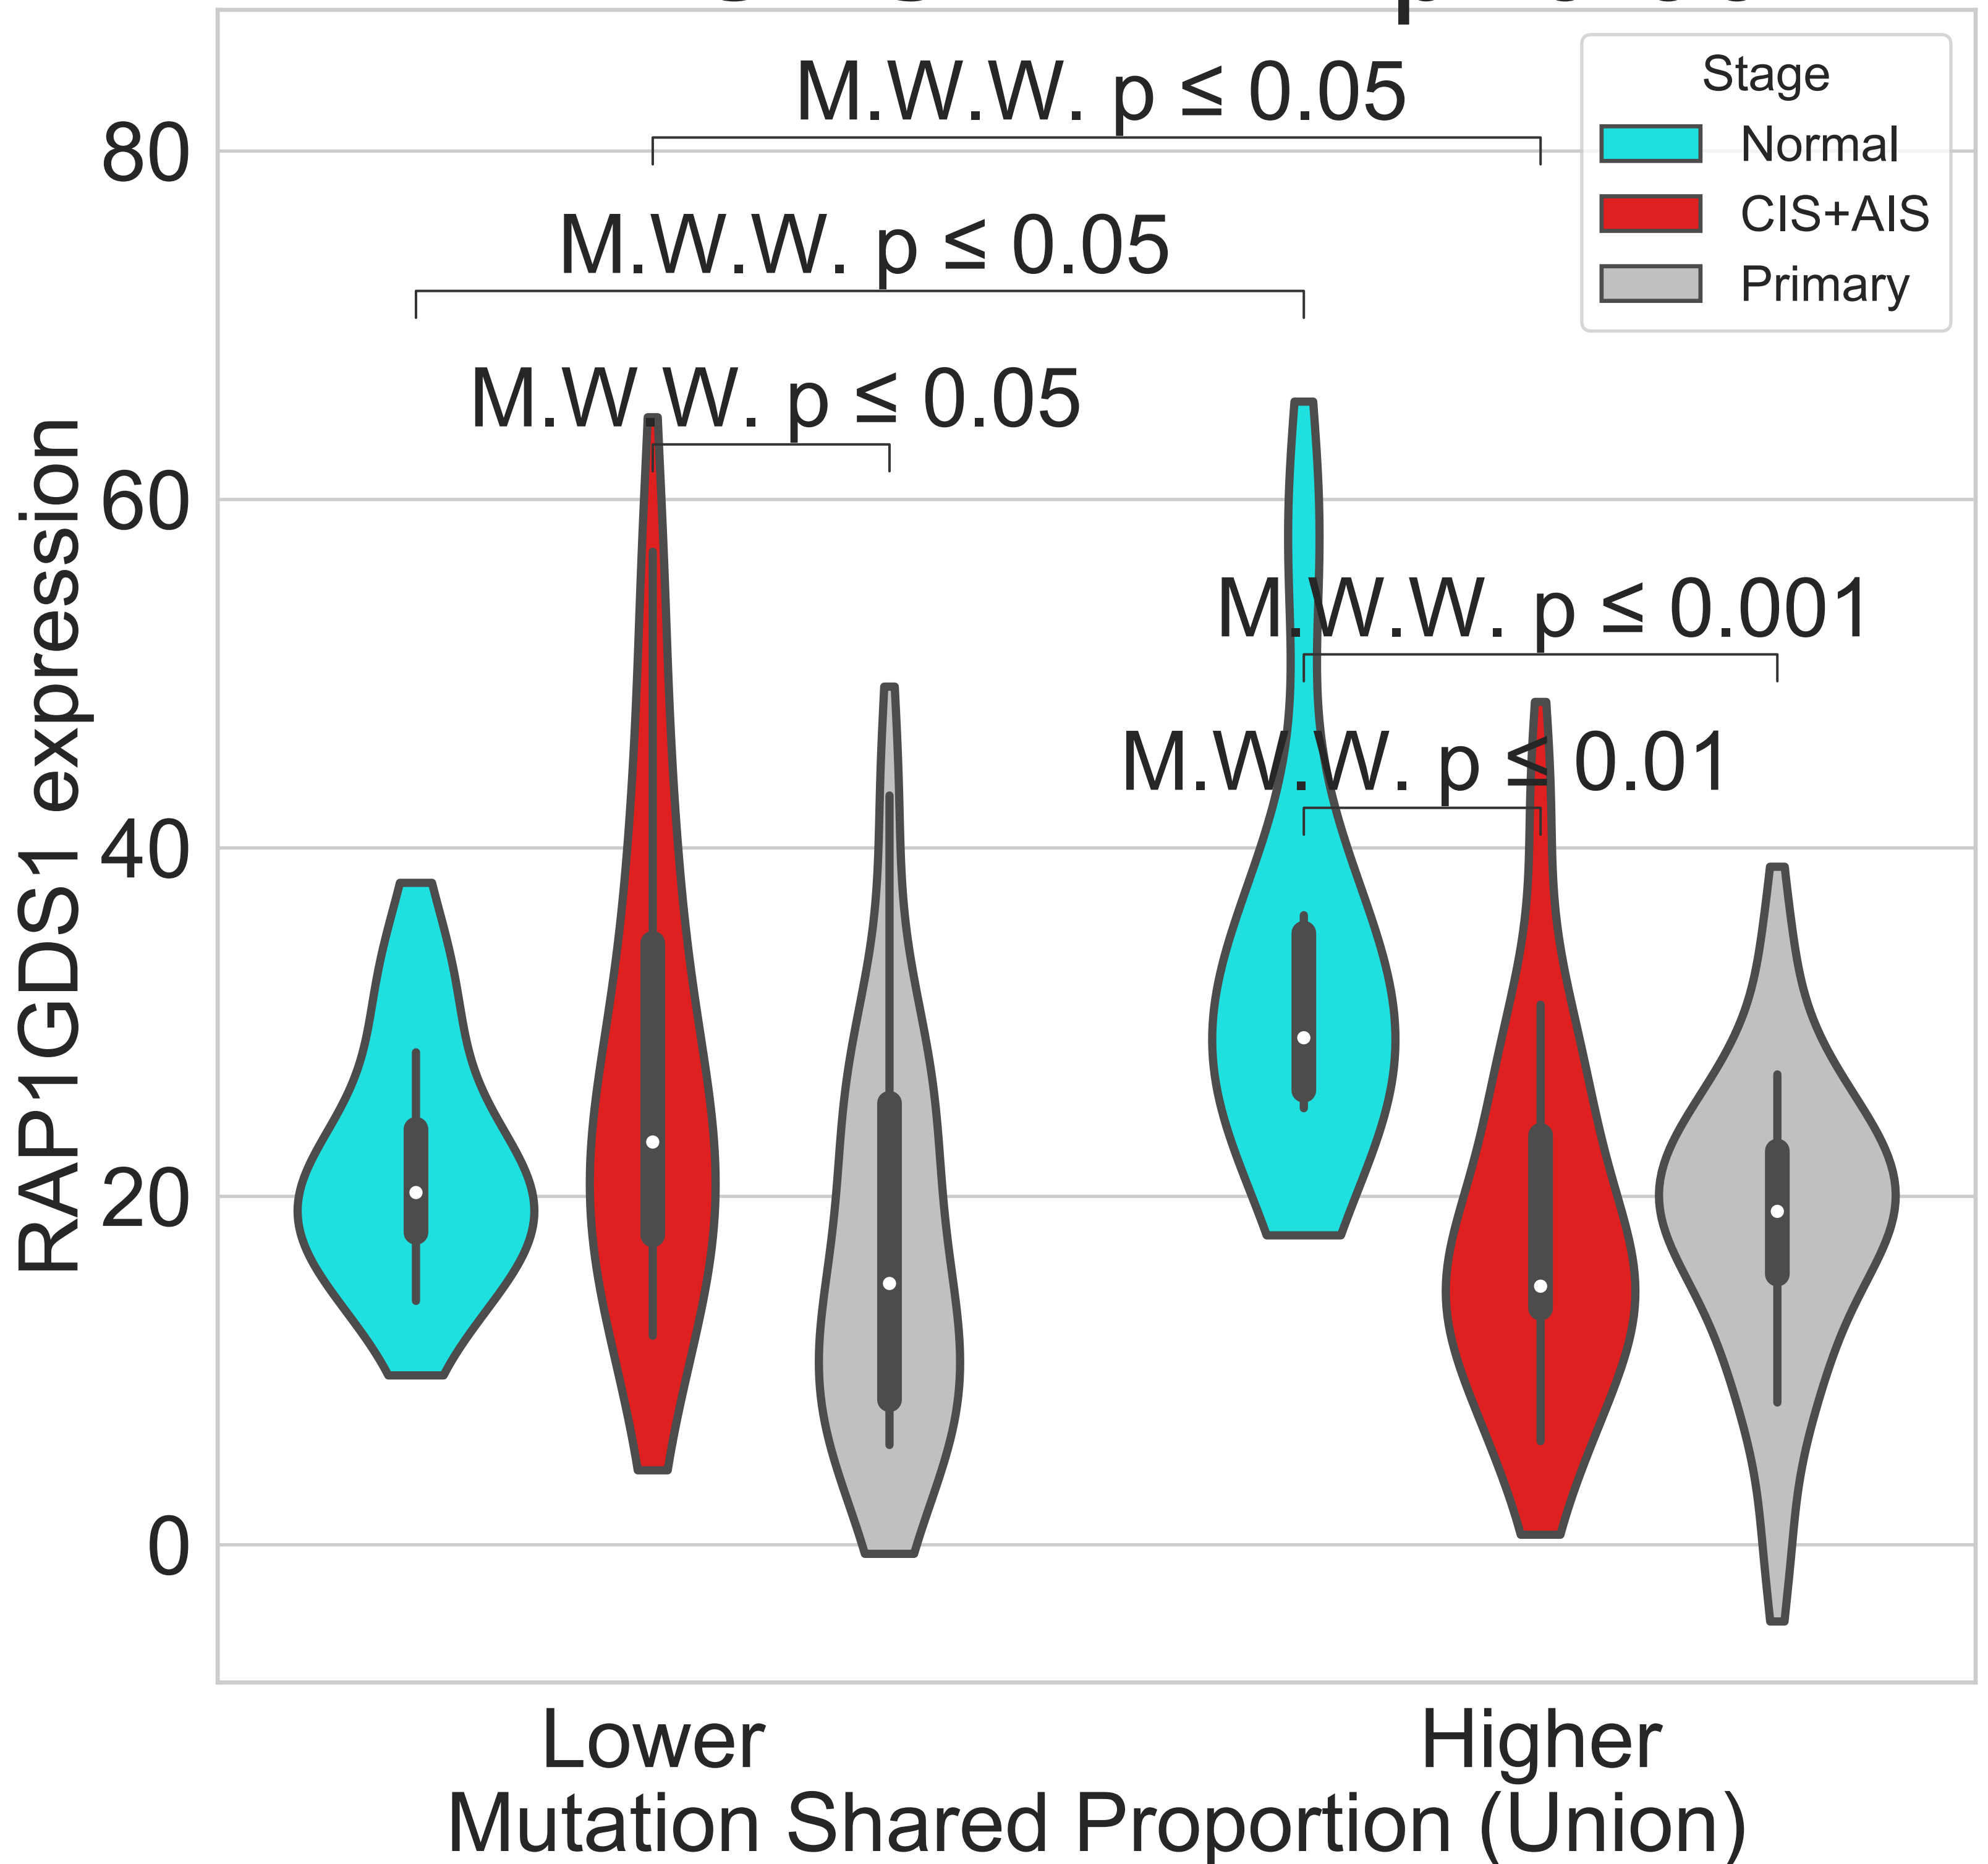 M.W.W. p ≤ 0.05
Stage
Normal
CIS+AIS
Primary
M.W.W. p ≤ 0.05
M.W.W. p ≤ 0.05
M.W.W. p ≤ 0.001
M.W.W. p ≤ 0.01
80
60
40
20
0
RAP1GDS1 expression
Lower
Higher
Mutation Shared Proportion (Union)